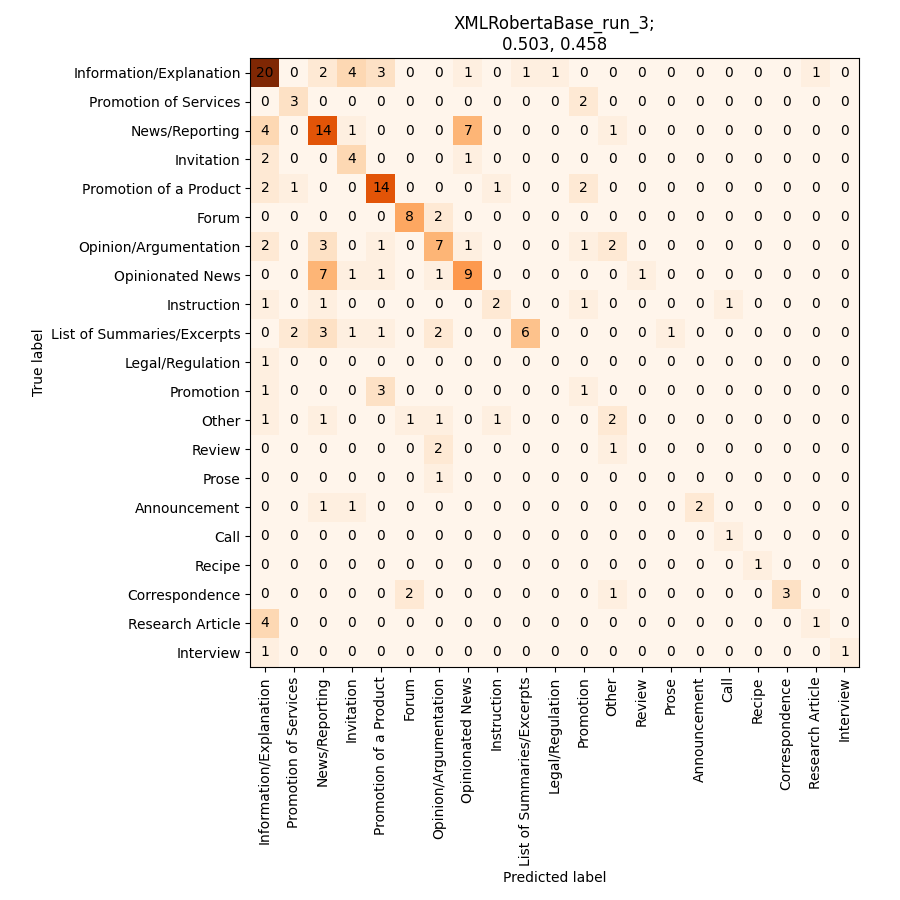 XMLRobertaBase_run_3;
0.503, 0.458
True label
Information/Explanation 20 0 2 4 3 0 0 1 0 1 1 0 0 0 0 0 0 0 0 1 0
Promotion of Services 0 3 0 0 0 0 0 0 0 0 0 2 0 0 0 0 0 0 0 0 0
News/Reporting 4 0 14 1 0 0 0 7 0 0 0 0 1 0 0 0 0 0 0 0 0
Invitation 2 0 0 4 0 0 0 1 0 0 0 0 0 0 0 0 0 0 0 0 0
Promotion of a Product 2 1 0 0 14 0 0 0 1 0 0 2 0 0 0 0 0 0 0 0 0
Forum 0 0 0 0 0 8 2 0 0 0 0 0 0 0 0 0 0 0 0 0 0
Opinion/Argumentation 2 0 3 0 1 0 7 1 0 0 0 1 2 0 0 0 0 0 0 0 0
Opinionated News 0 0 7 1 1 0 1 9 0 0 0 0 0 1 0 0 0 0 0 0 0
Instruction 1 0 1 0 0 0 0 0 2 0 0 1 0 0 0 0 1 0 0 0 0
List of Summaries/Excerpts 0 2 3 1 1 0 2 0 0 6 0 0 0 0 1 0 0 0 0 0 0
Legal/Regulation 1 0 0 0 0 0 0 0 0 0 0 0 0 0 0 0 0 0 0 0 0
Promotion 1 0 0 0 3 0 0 0 0 0 0 1 0 0 0 0 0 0 0 0 0
Other 1 0 1 0 0 1 1 0 1 0 0 0 2 0 0 0 0 0 0 0 0
Review 0 0 0 0 0 0 2 0 0 0 0 0 1 0 0 0 0 0 0 0 0
Prose 0 0 0 0 0 0 1 0 0 0 0 0 0 0 0 0 0 0 0 0 0
Announcement 0 0 1 1 0 0 0 0 0 0 0 0 0 0 0 2 0 0 0 0 0
Call 0 0 0 0 0 0 0 0 0 0 0 0 0 0 0 0 1 0 0 0 0
Recipe 0 0 0 0 0 0 0 0 0 0 0 0 0 0 0 0 0 1 0 0 0
Correspondence 0 0 0 0 0 2 0 0 0 0 0 0 1 0 0 0 0 0 3 0 0
Research Article 4 0 0 0 0 0 0 0 0 0 0 0 0 0 0 0 0 0 0 1 0
Interview 1 0 0 0 0 0 0 0 0 0 0 0 0 0 0 0 0 0 0 0 1
Information/Explanation
Promotion of Services
News/Reporting
Invitation
Promotion of a Product
Forum
Opinion/Argumentation
Opinionated News
Instruction
List of Summaries/Excerpts
Legal/Regulation
Promotion
Other
Review
Prose
Announcement
Call
Recipe
Correspondence
Research Article
Interview
Predicted label